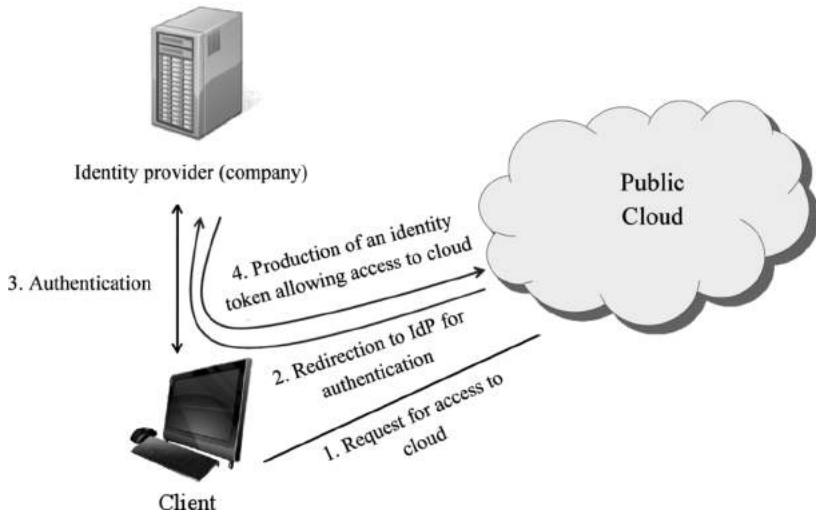 Identity provider (company)
Public
Cloud
3. Authentication
4. Production of an identity
token allowing access to cloud
2. Redirection to IdP for
authentication
1. Request for access to
cloud
Client